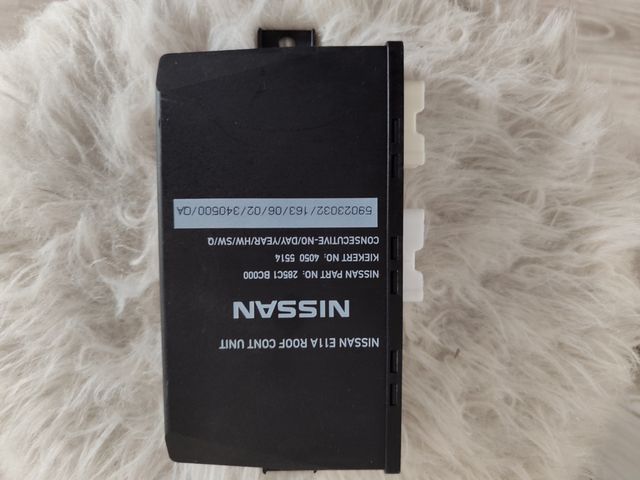 NISSAN E11A ROOF CONT UNIT
NISSAN
NISSAN PART NO: 285C1 BC000
KIEKERT NO: 4050 5514
CONSECUTIVE-NO/DAY/YEAR/HW/SW/Q
59023032/163/06/02/340500/QA